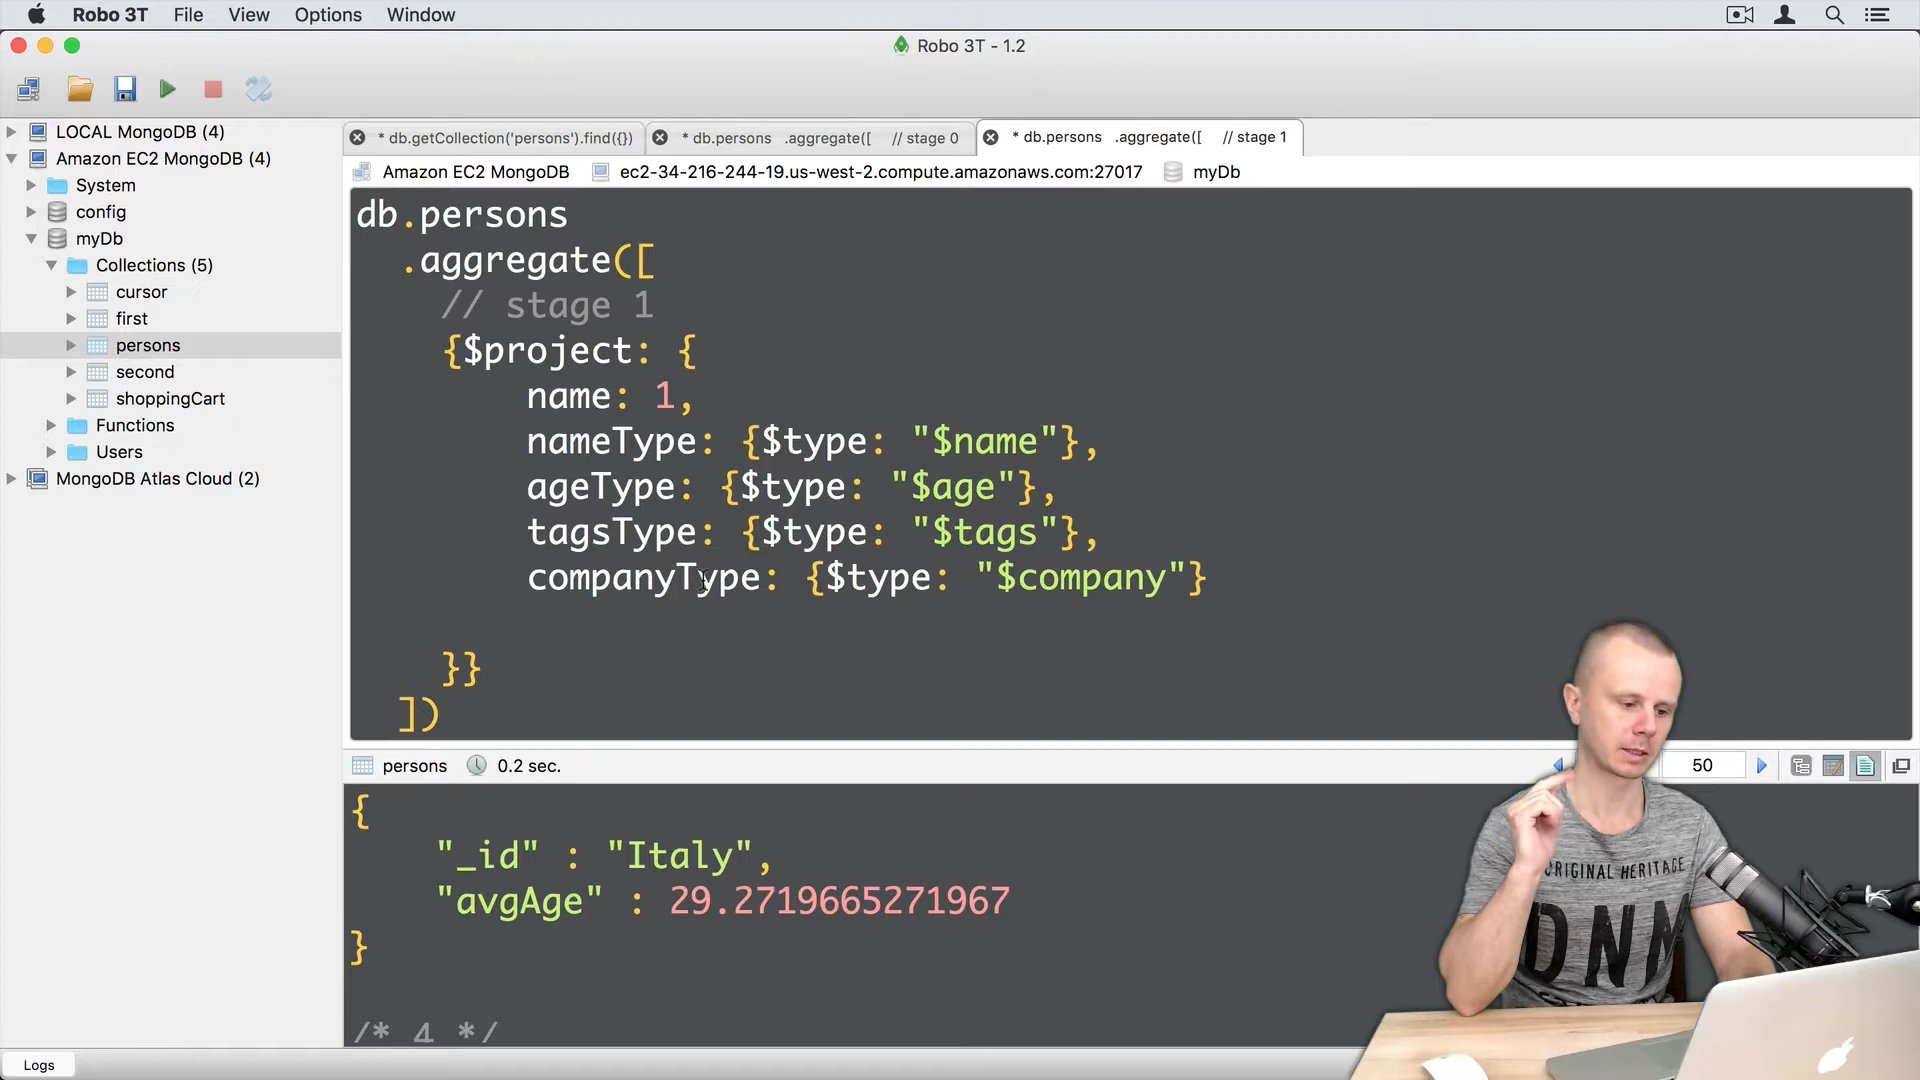 Robo 3T File View Options Window
Robo 3T - 1.2
LOCAL MongoDB (4)
Amazon EC2 MongoDB (4)
System
config
myDb
Collections (5)
cursor
first
persons
second
shoppingCart
Functions
Users
MongoDB Atlas Cloud (2)
* db.getCollection('persons').find({})
* db.persons .aggregate([ // stage 0
* db.persons .aggregate([ // stage 1
Amazon EC2 MongoDB ec2-34-216-244-19.us-west-2.compute.amazonaws.com:27017 myDb
db.persons
.aggregate([
// stage 1
{$project: {
name: 1,
nameType: {$type: "$name"},
ageType: {$type: "$age"},
tagsType: {$type: "$tags"},
companyType: {$type: "$company"}
}}
])
persons 0.2 sec. 50
{
"_id" : "Italy",
"avgAge" : 29.2719665271967
}
/* 4 */
ORIGINAL HERITAGE
DNM
Logs